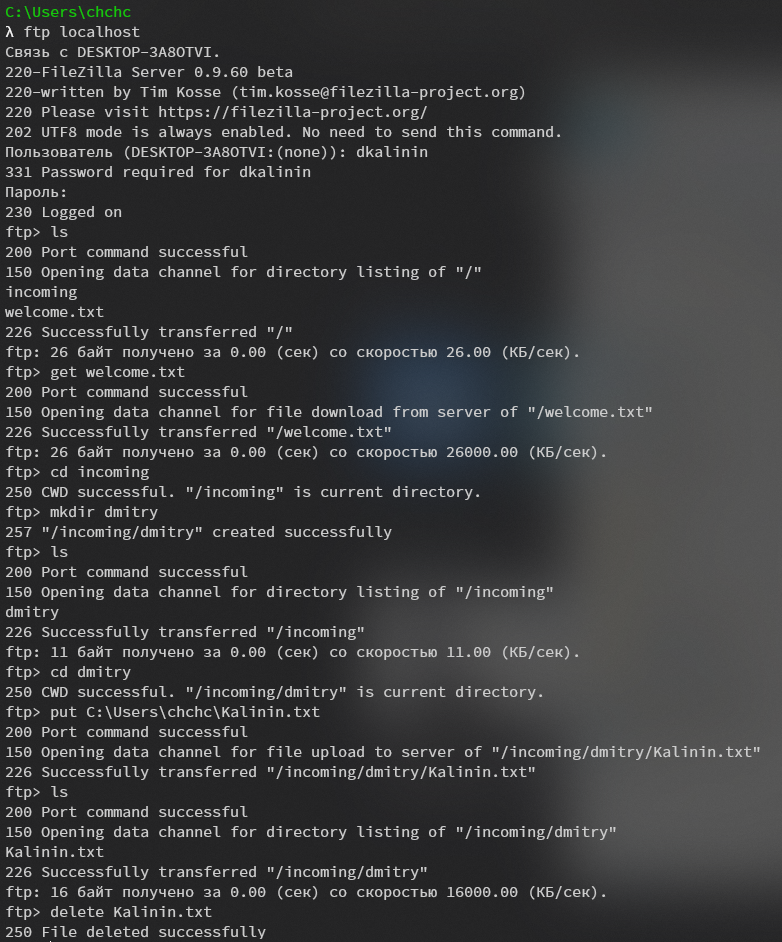 C:\Users\chchc
λ ftp localhost
Связь с DESKTOP-3A8OTVI.
220-FileZilla Server 0.9.60 beta
220-written by Tim Kosse (tim.kosse@filezilla-project.org)
220 Please visit https://filezilla-project.org/
202 UTF8 mode is always enabled. No need to send this command.
Пользователь (DESKTOP-3A8OTVI:(none)): dkalinin
331 Password required for dkalinin
Пароль:
230 Logged on
ftp> ls
200 Port command successful
150 Opening data channel for directory listing of "/"
incoming
welcome.txt
226 Successfully transferred "/"
ftp: 26 байт получено за 0.00 (сек) со скоростью 26.00 (КБ/сек).
ftp> get welcome.txt
200 Port command successful
150 Opening data channel for file download from server of "/welcome.txt"
226 Successfully transferred "/welcome.txt"
ftp: 26 байт получено за 0.00 (сек) со скоростью 26000.00 (КБ/сек).
ftp> cd incoming
250 CWD successful. "/incoming" is current directory.
ftp> mkdir dmitry
257 "/incoming/dmitry" created successfully
ftp> ls
200 Port command successful
150 Opening data channel for directory listing of "/incoming"
dmitry
226 Successfully transferred "/incoming"
ftp: 11 байт получено за 0.00 (сек) со скоростью 11.00 (КБ/сек).
ftp> cd dmitry
250 CWD successful. "/incoming/dmitry" is current directory.
ftp> put C:\Users\chchc\Kalinin.txt
200 Port command successful
150 Opening data channel for file upload to server of "/incoming/dmitry/Kalinin.txt"
226 Successfully transferred "/incoming/dmitry/Kalinin.txt"
ftp> ls
200 Port command successful
150 Opening data channel for directory listing of "/incoming/dmitry"
Kalinin.txt
226 Successfully transferred "/incoming/dmitry"
ftp: 16 байт получено за 0.00 (сек) со скоростью 16000.00 (КБ/сек).
ftp> delete Kalinin.txt
250 File deleted successfully